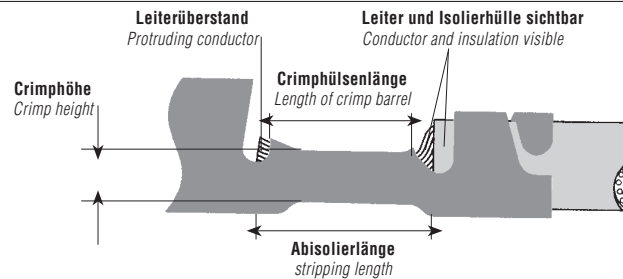 Leiterüberstand
Protruding conductor
Leiter und Isolierhülle sichtbar
Conductor and insulation visible
Crimphöhe
Crimp height
Crimphülsenlänge
Length of crimp barrel
Abisolierlänge
stripping length